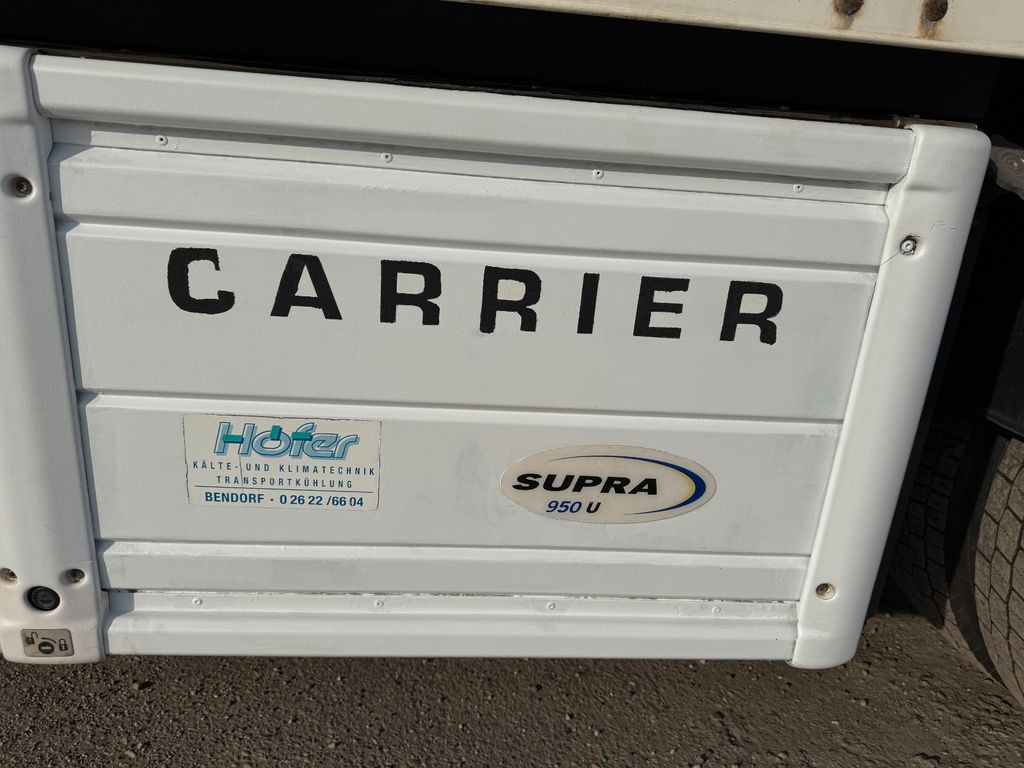 CARRIER
Höfer
KÄLTE- UND KLIMATECHNIK
TRANSPORTKÜHLUNG
BENDORF · 0 26 22 /66 04
SUPRA
950 U